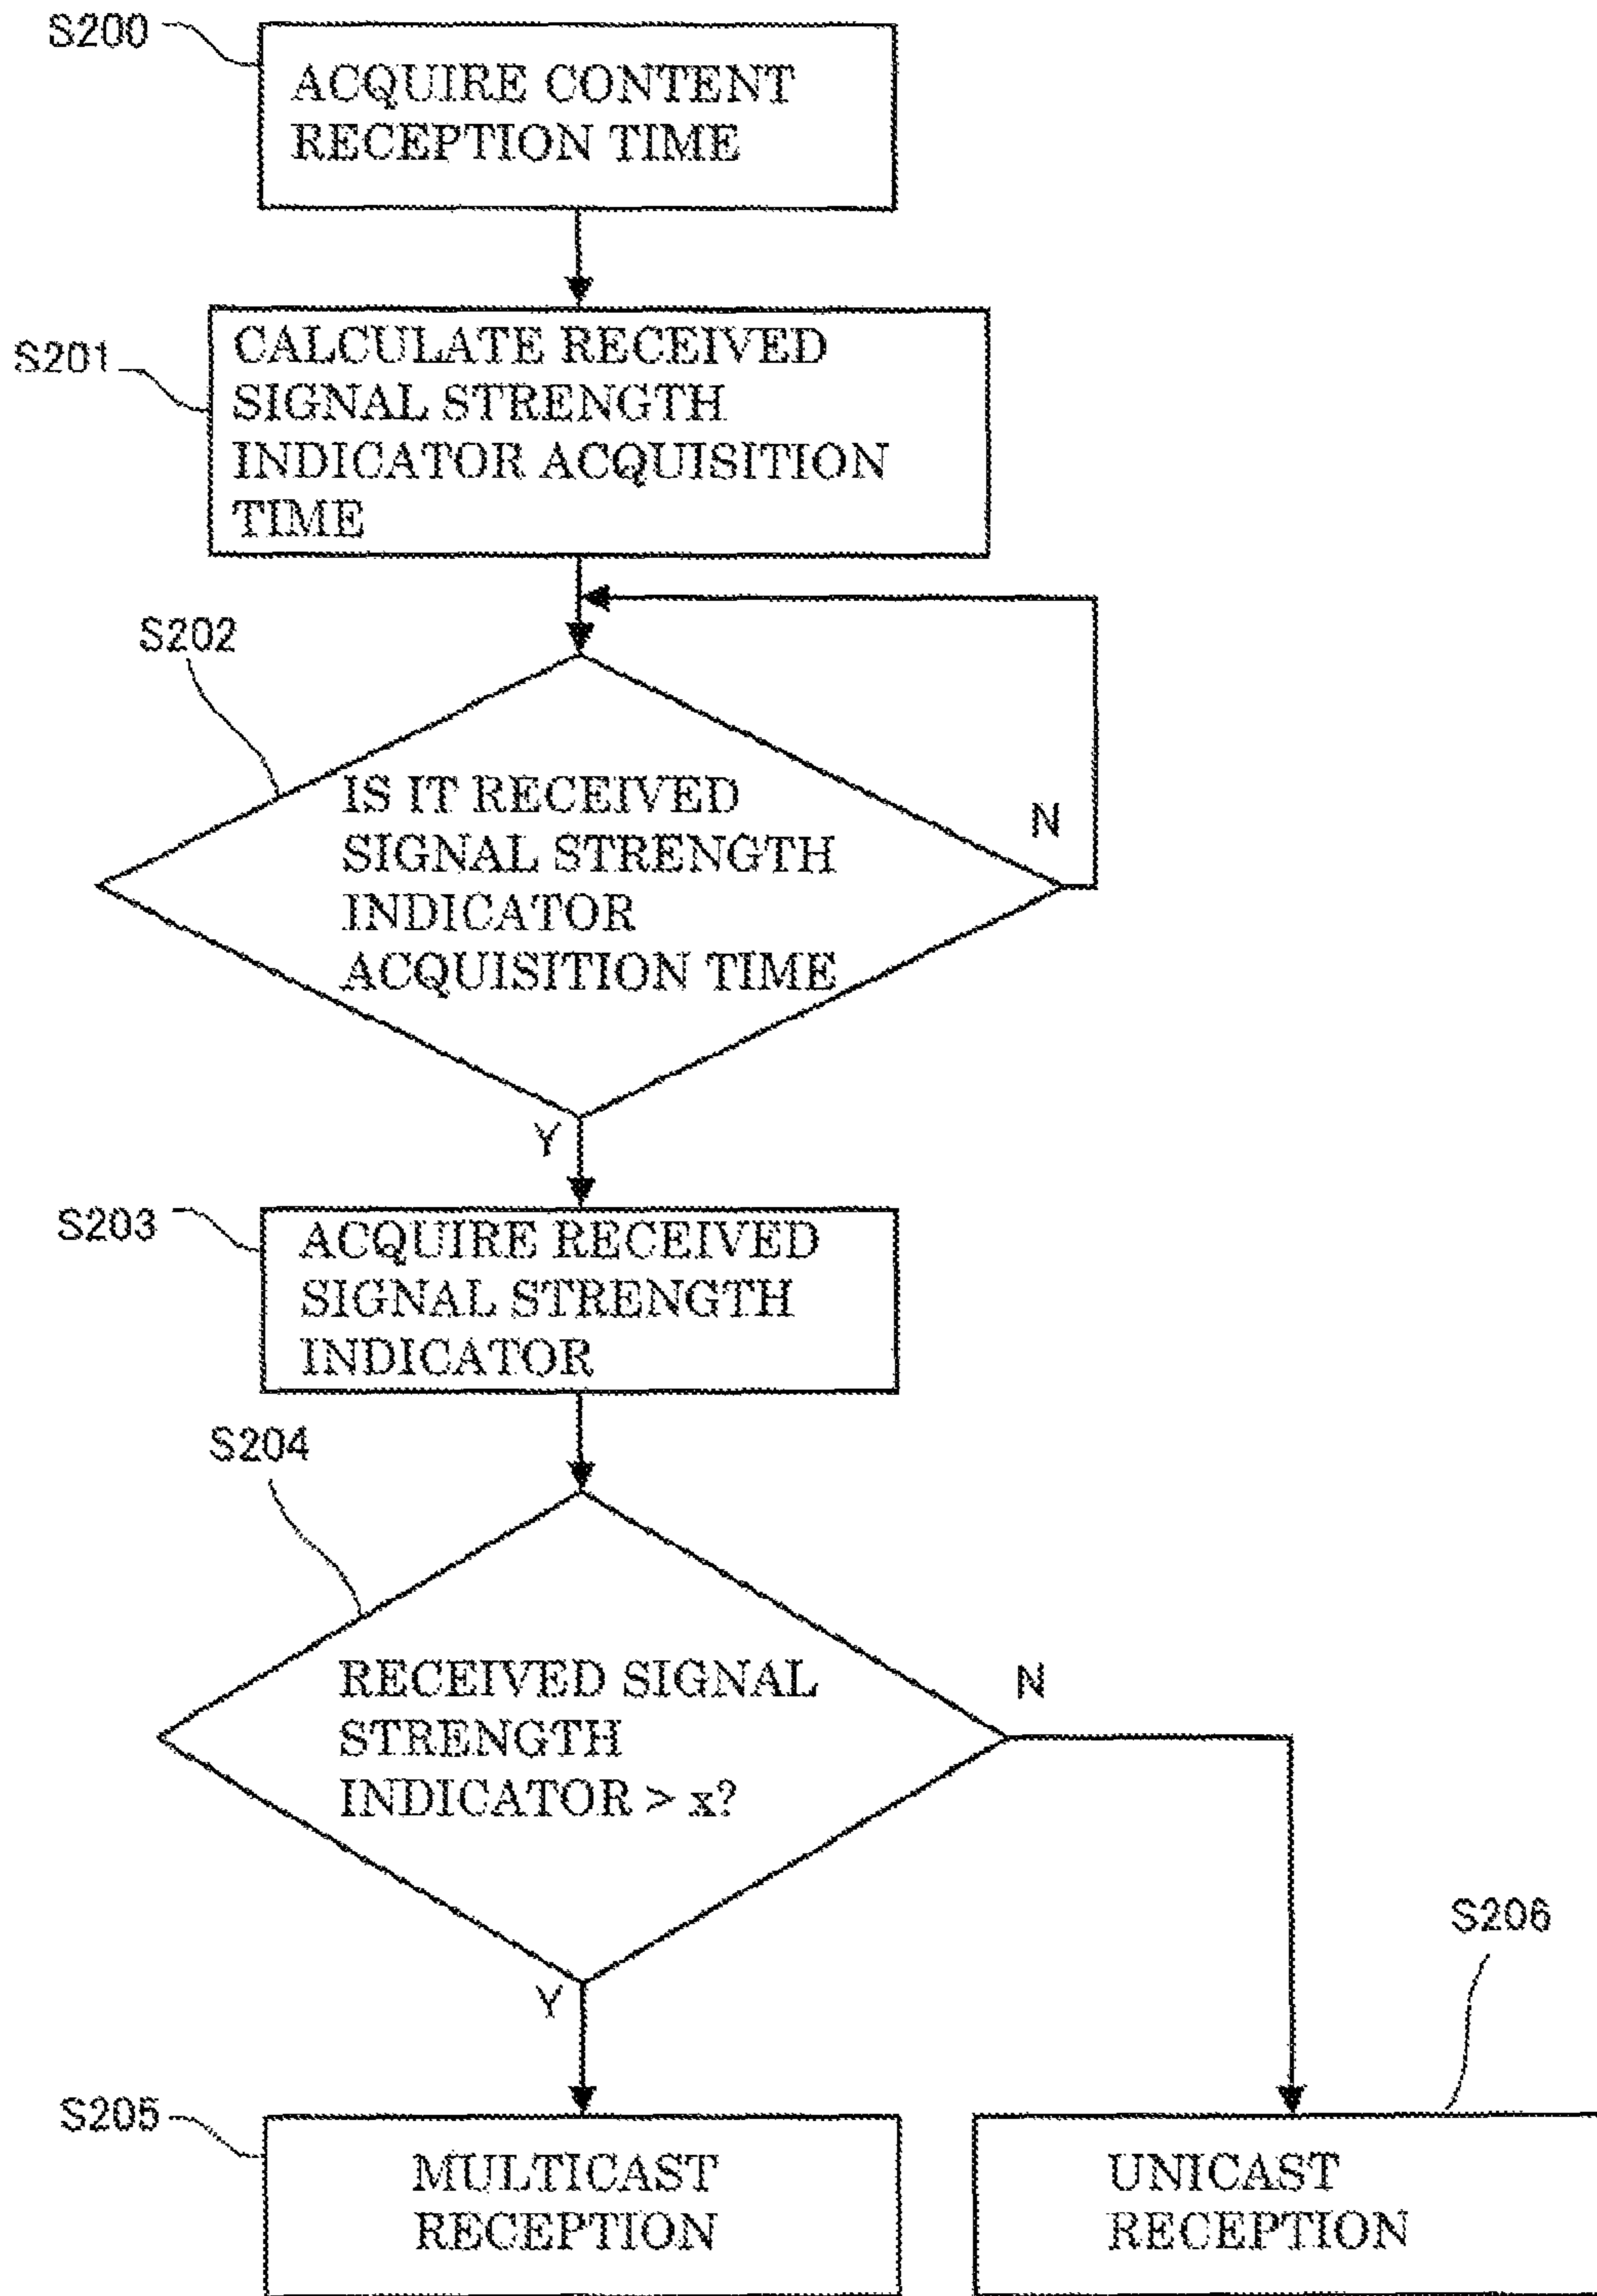 S200
ACQUIRE CONTENT
RECEPTION TIME
S201
CALCULATE RECEIVED
SIGNAL STRENGTH
INDICATOR ACQUISITION
TIME
S202
IS IT RECEIVED
SIGNAL STRENGTH
INDICATOR
ACQUISITION TIME
N
Y
S203
ACQUIRE RECEIVED
SIGNAL STRENGTH
INDICATOR
S204
RECEIVED SIGNAL
STRENGTH
INDICATOR > x?
N
Y
S205
MULTICAST
RECEPTION
S206
UNICAST
RECEPTION